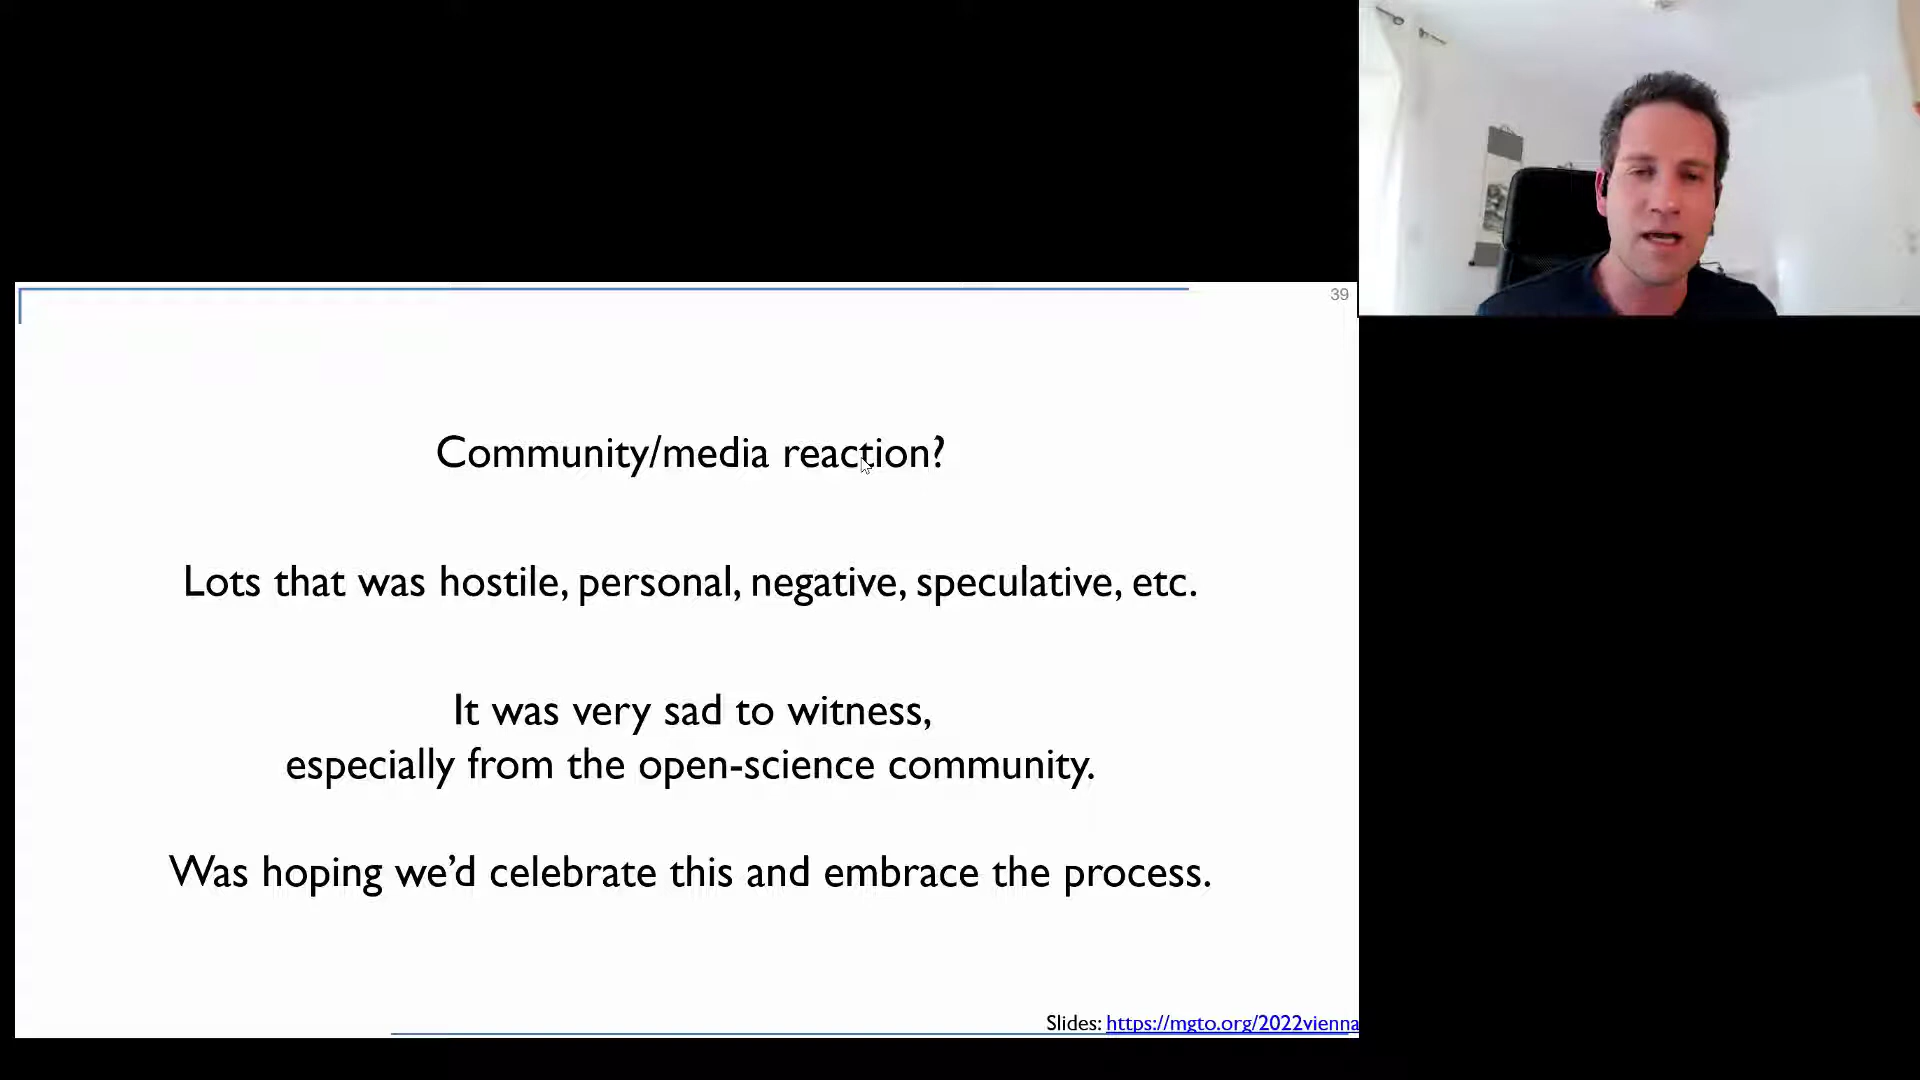 39
Community/media reaction?
Lots that was hostile, personal, negative, speculative, etc.
It was very sad to witness,
especially from the open-science community.
Was hoping we’d celebrate this and embrace the process.
Slides: https://mgto.org/2022vienna